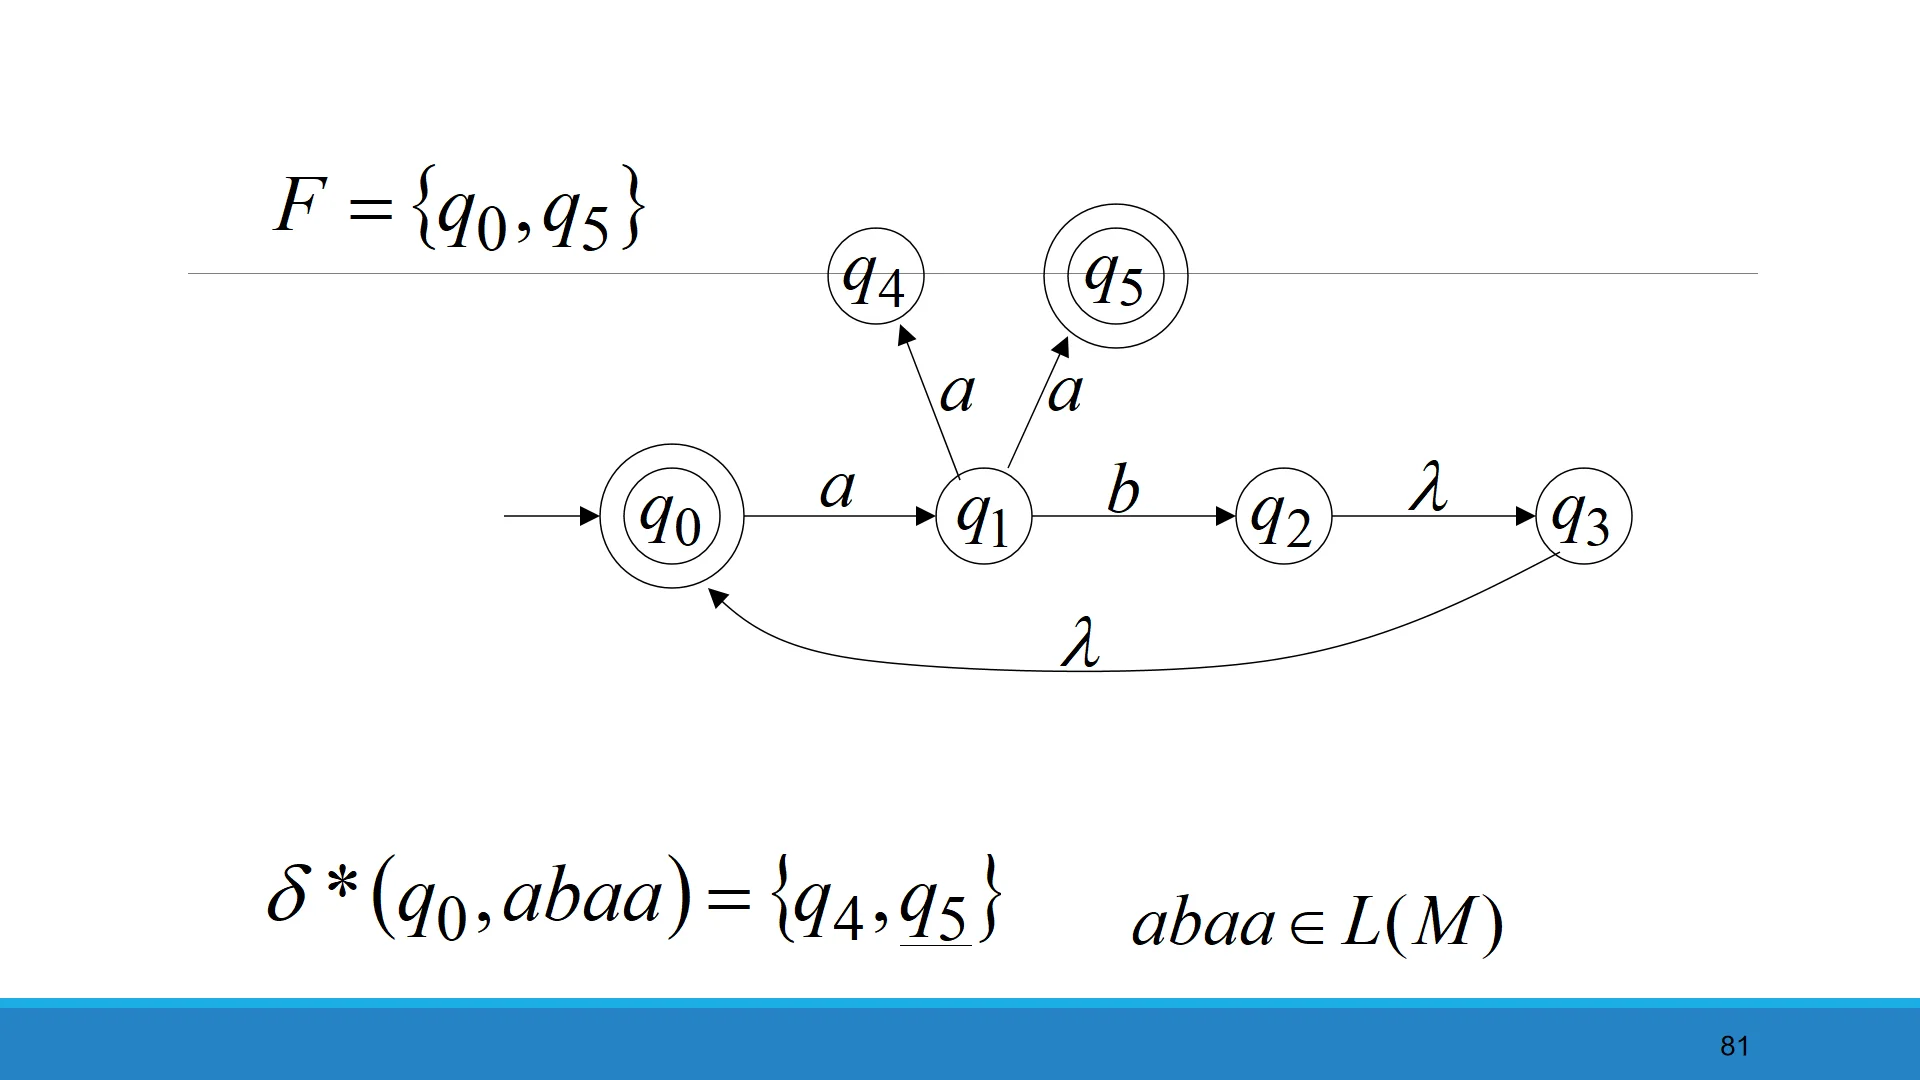 F = {q₀, q₅}
q₄ q₅
a a
q₀ a q₁ b q₂ λ q₃
λ
δ*(q₀, abaa) = {q₄, q₅} abaa ∈ L(M)
81